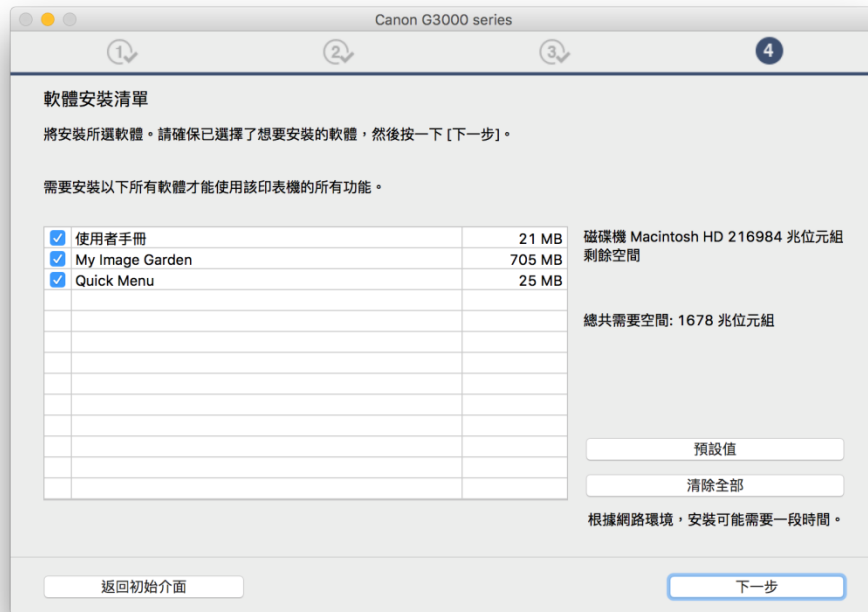 Canon G3000 series
1
2
3
4
軟體安裝清單
將安裝所選軟體。請確保已選擇了想要安裝的軟體，然後按一下 [下一步]。
需要安裝以下所有軟體才能使用該印表機的所有功能。
使用者手冊 21 MB
My Image Garden 705 MB
Quick Menu 25 MB
磁碟機 Macintosh HD 216984 兆位元組
剩餘空間
總共需要空間: 1678 兆位元組
預設值
清除全部
根據網路環境，安裝可能需要一段時間。
返回初始介面
下一步